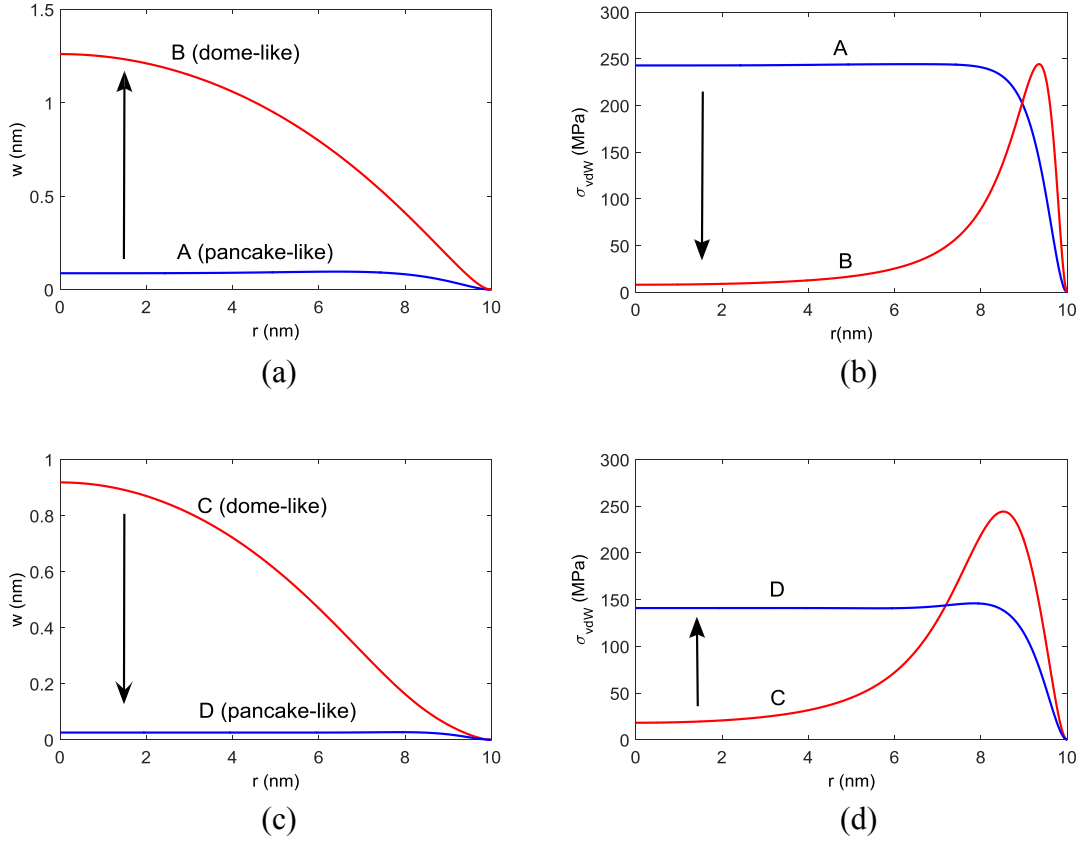 1.5
1
0.5
0
w (nm)
B (dome-like)
A (pancake-like)
0 2 4 6 8 10
r (nm)
(a)
300
250
200
150
100
50
0
σvdW (MPa)
A
B
0 2 4 6 8 10
r(nm)
(b)
1
0.8
0.6
0.4
0.2
0
w (nm)
C (dome-like)
D (pancake-like)
0 2 4 6 8 10
r (nm)
(c)
300
250
200
150
100
50
0
σvdW (MPa)
D
C
0 2 4 6 8 10
r (nm)
(d)